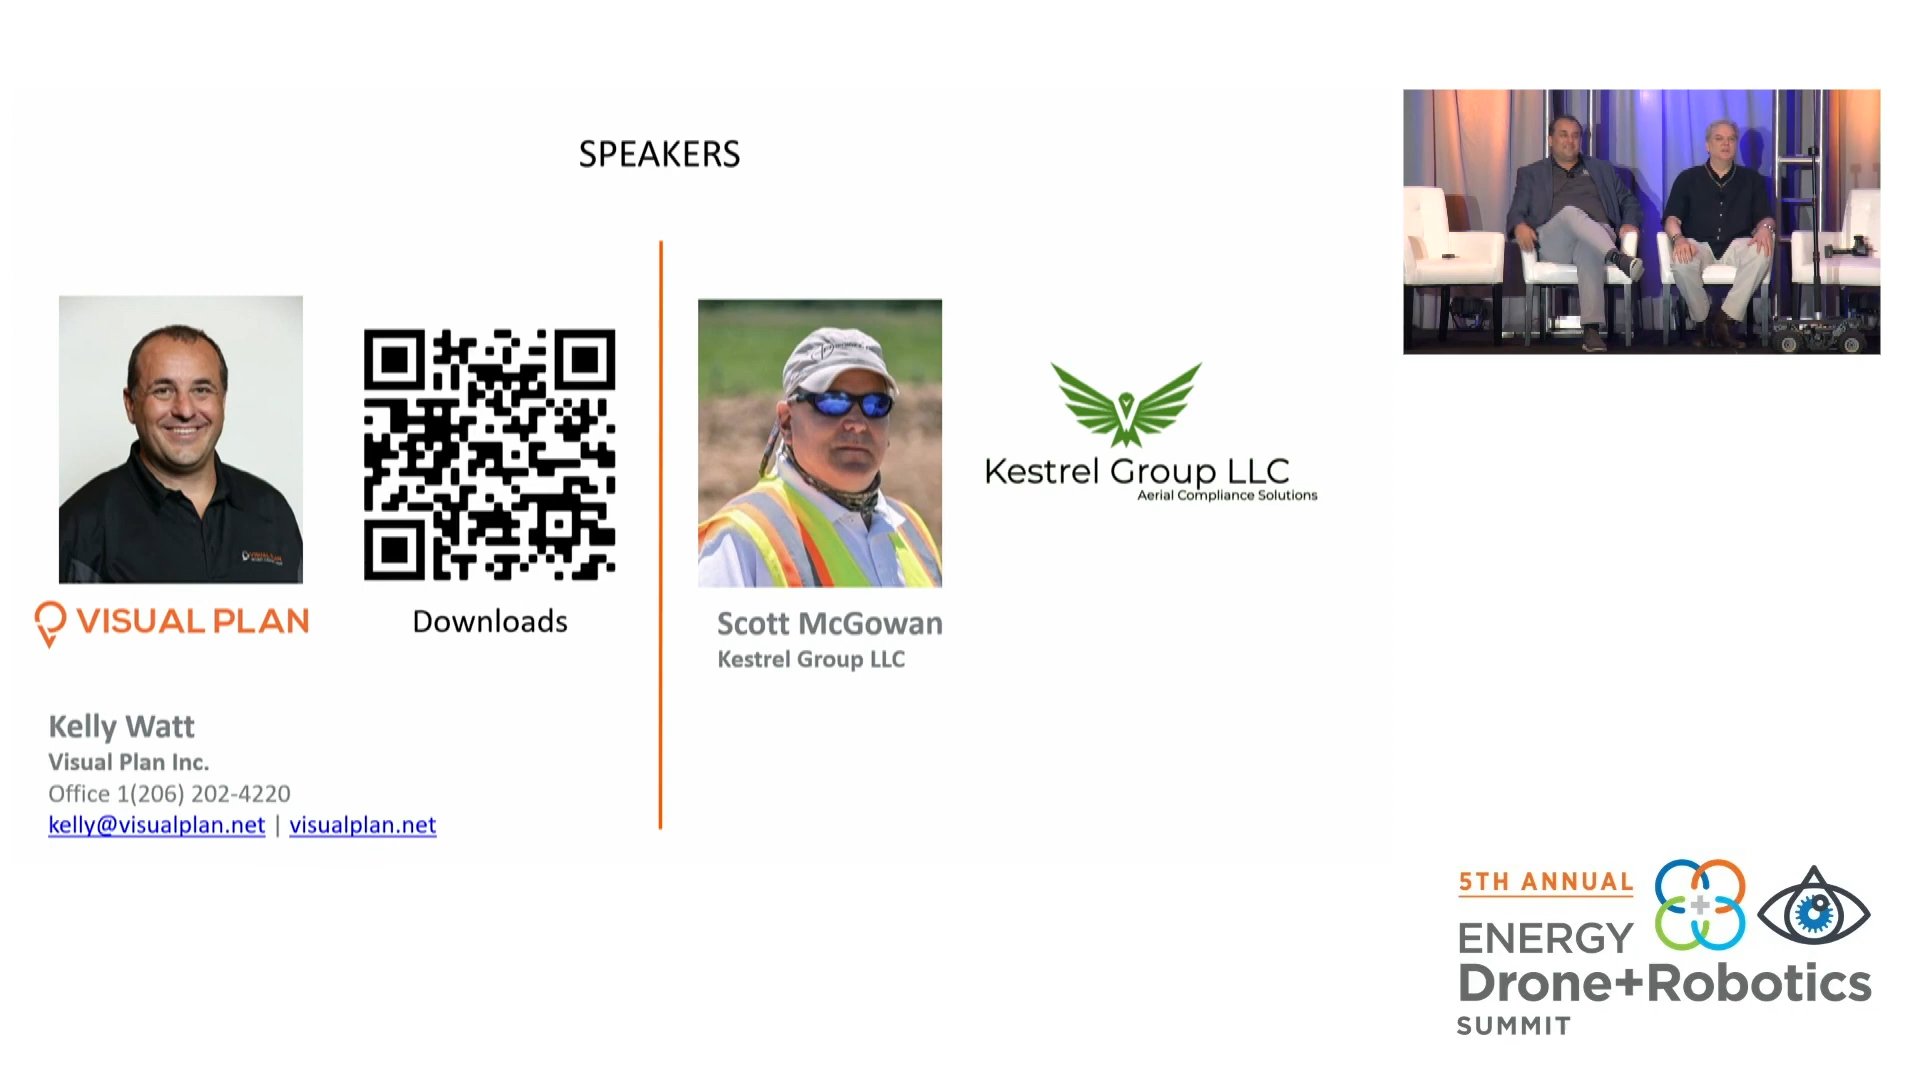 SPEAKERS
VISUAL PLAN
Downloads
Kelly Watt
Visual Plan Inc.
Office 1(206) 202-4220
kelly@visualplan.net | visualplan.net
Kestrel Group LLC
Aerial Compliance Solutions
Scott McGowan
Kestrel Group LLC
5TH ANNUAL
ENERGY
Drone+Robotics
SUMMIT